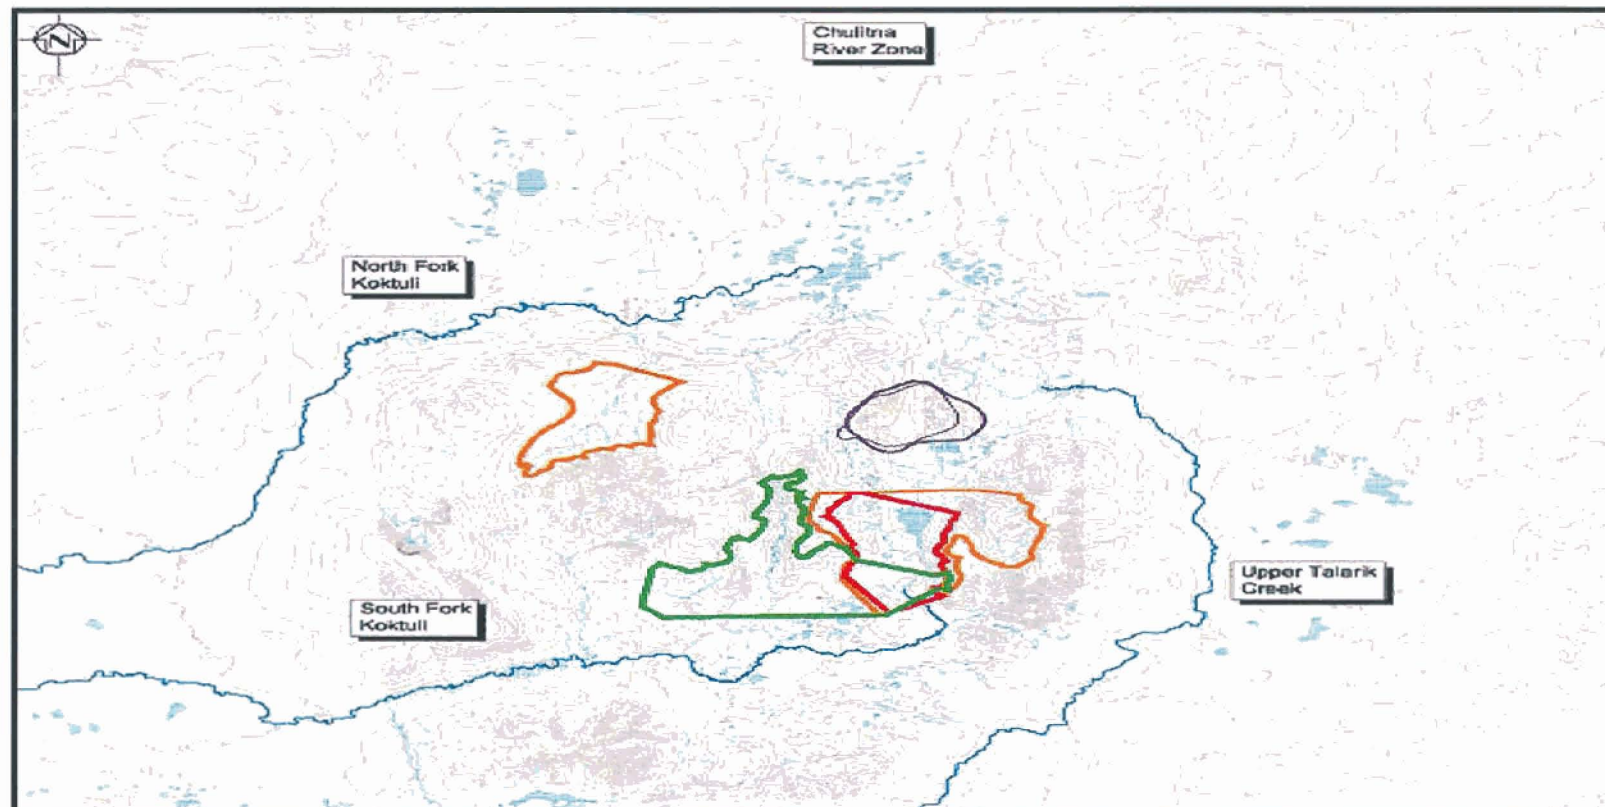 N
Chulitna
River Zone
North Fork
Koktuli
South Fork
Koktuli
Upper Talarik
Creek